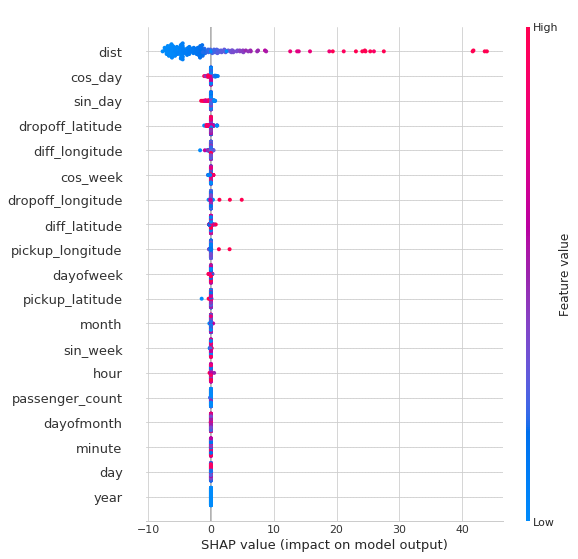 High
dist
cos_day
sin_day
dropoff_latitude
diff_longitude
cos_week
dropoff_longitude
diff_latitude
pickup_longitude
dayofweek
pickup_latitude
month
sin_week
hour
passenger_count
dayofmonth
minute
day
year
Feature value
Low
−10 0 10 20 30 40
SHAP value (impact on model output)